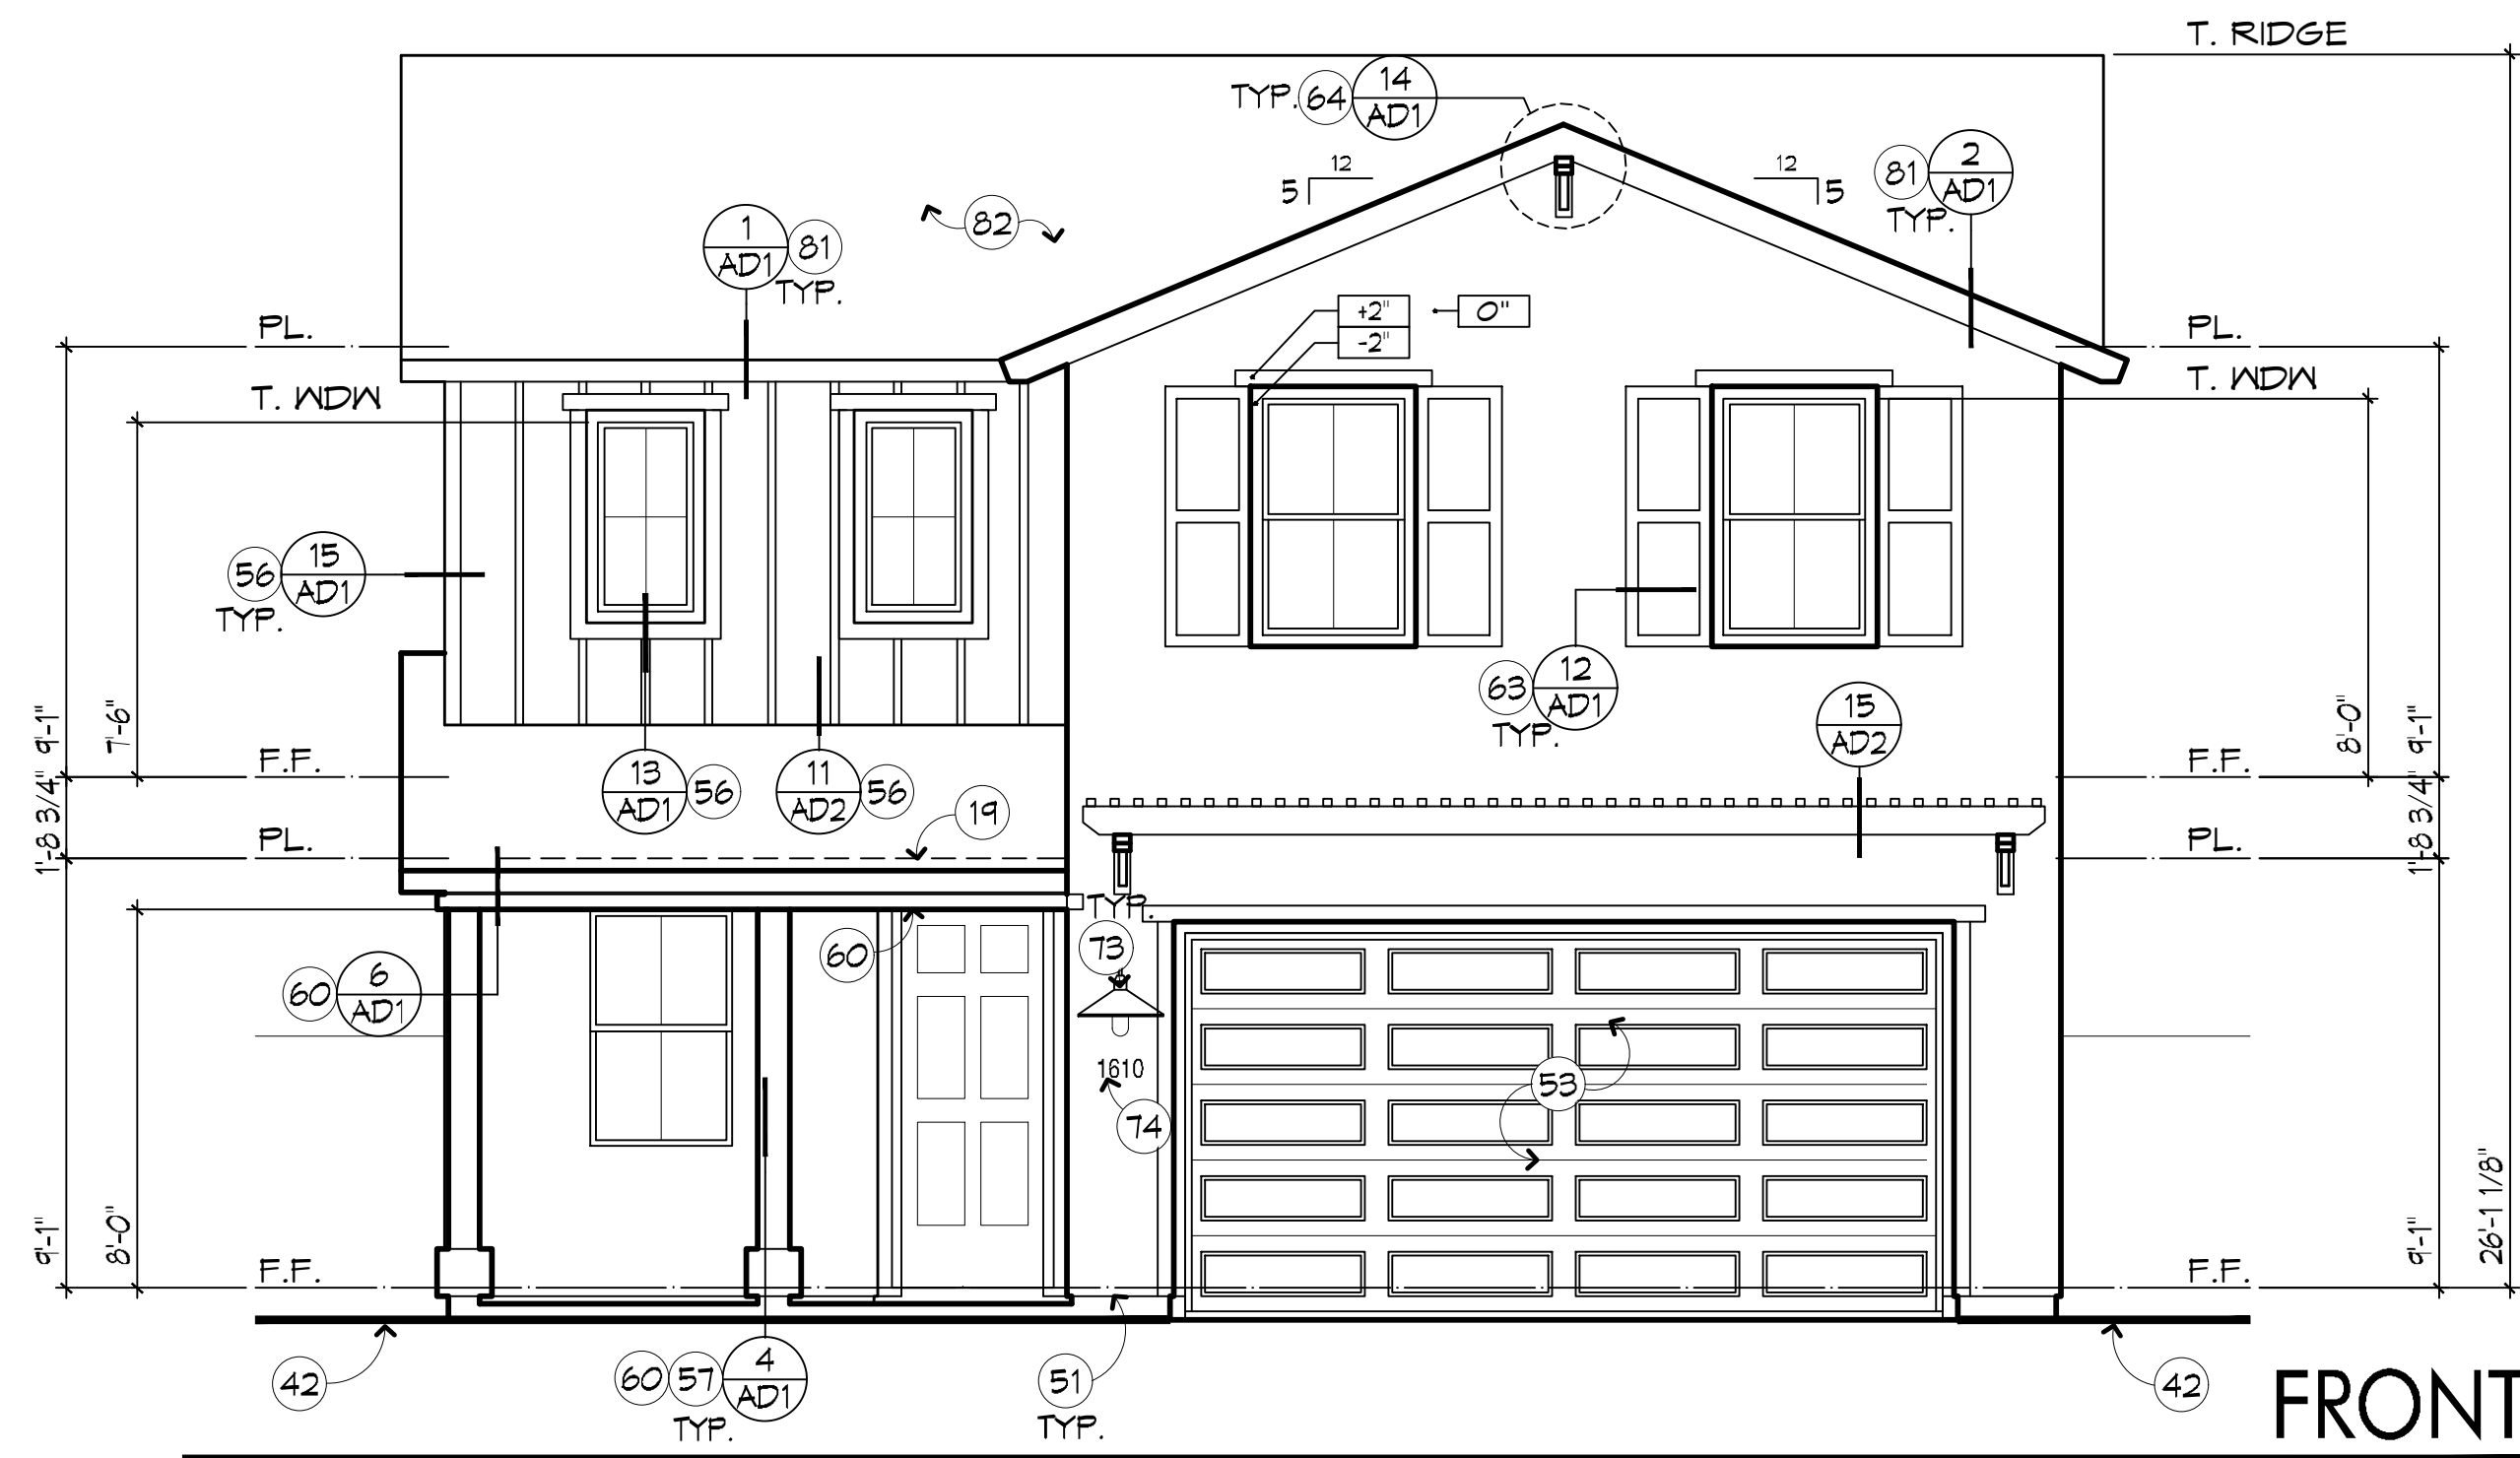 T. RIDGE
TYP. 64 14
AD1
12
5
12
5
81 2
AD1
TYP.
1
AD1 81
TYP.
82
+2" 0"
-2"
PL.
PL.
T. WDW
T. WDW
56 15
AD1
TYP.
63 12
AD1
TYP.
15
AD2
9'-1"
7'-6"
8'-0"
9'-1"
F.F.
F.F.
13
AD1 56
11
AD2 56
19
1'-8 3/4"
1'-8 3/4"
PL.
PL.
TYP.
73
60
60 6
AD1
1610
74
53
9'-1"
8'-0"
9'-1"
26'-1 1/8"
F.F.
F.F.
42
60 57 4
AD1
TYP.
51
TYP.
42
FRONT